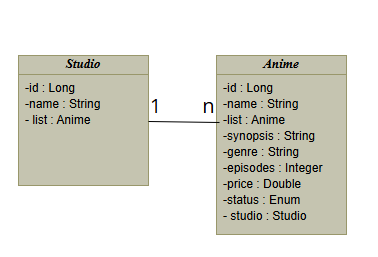 Studio
-id : Long
-name : String
- list : Anime
1
n
Anime
-id : Long
-name : String
-list : Anime
-synopsis : String
-genre : String
-episodes : Integer
-price : Double
-status : Enum
- studio : Studio